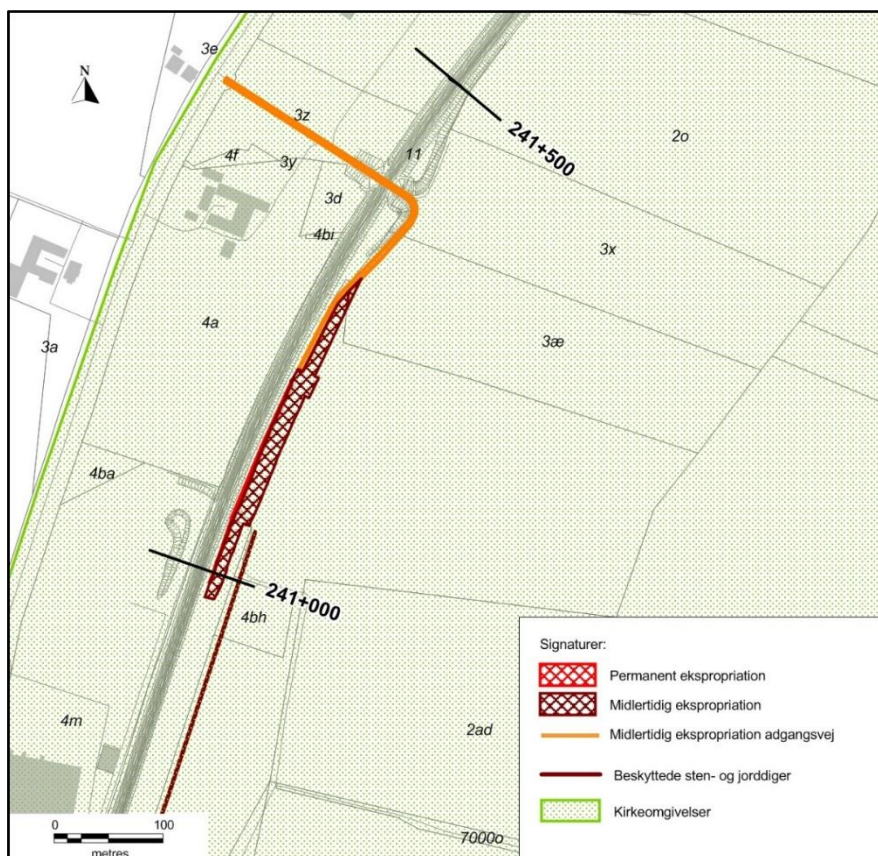 3e
N
3z
241+500
2o
4f
3y
11
3d
4bi
3x
4a
3a
3æ
4ba
241+000
4bh
4m
2ad
7000o
0 100
metres
Signaturer:
Permanent ekspropriation
Midlertidig ekspropriation
Midlertidig ekspropriation adgangsvej
Beskyttede sten- og jorddiger
Kirkeomgivelser